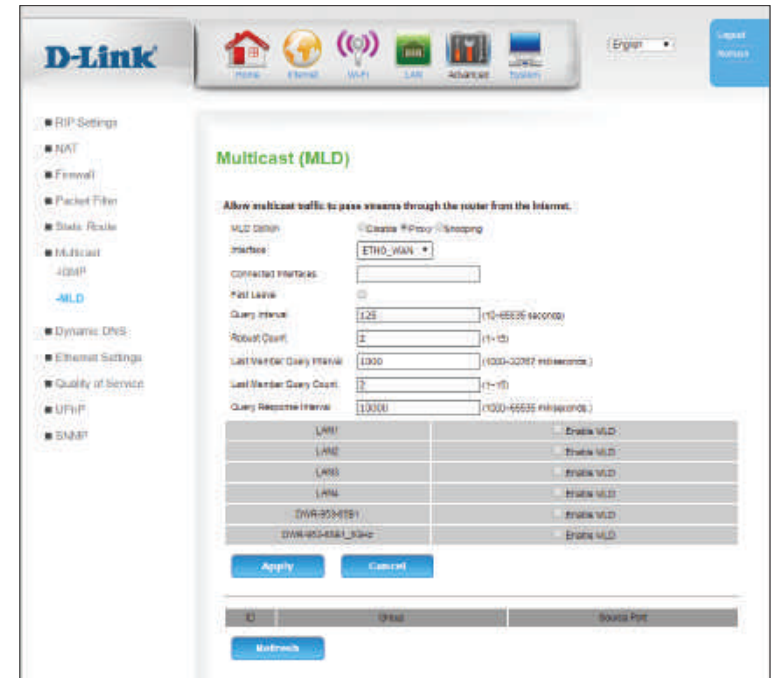 D-Link
Home Internet Wi-Fi LAN Advanced System
English
Logout
RIP Settings
NAT
Firewall
Packet Filter
Static Route
Multicast
-IGMP
-MLD
Dynamic DNS
Ethernet Settings
Quality of Service
UPnP
SNMP
Multicast (MLD)
Allow multicast traffic to pass streams through the router from the Internet.
MLD Option Disable Proxy Snooping
Interface ETH0_WAN
Connected Interfaces
Fast Leave
Query Interval 125 (10~65535 seconds)
Robust Count 2 (1~15)
Last Member Query Interval 1000 (1000~32767 milliseconds.)
Last Member Query Count 2 (1~15)
Query Response Interval 10000 (1000~65535 milliseconds.)
LAN1 Enable MLD
LAN2 Enable MLD
LAN3 Enable MLD
LAN4 Enable MLD
Enable MLD
Enable MLD
Apply Cancel
ID Group Source Port
Refresh